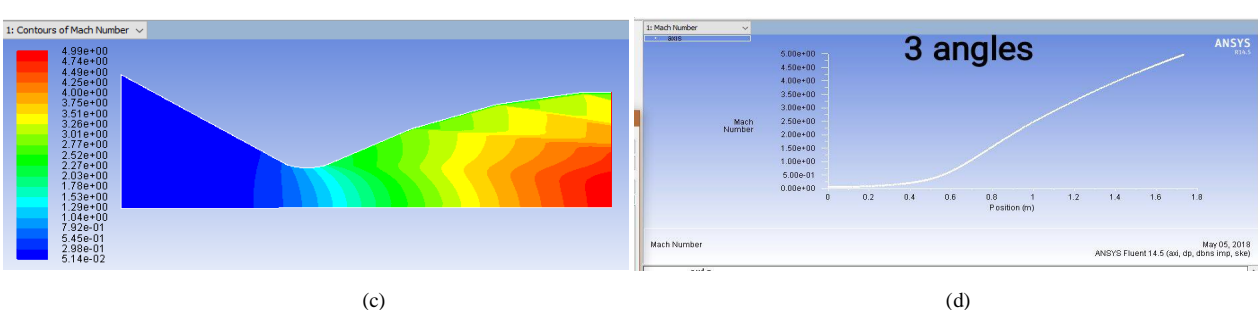 1: Contours of Mach Number
4.99e+00
4.74e+00
4.49e+00
4.25e+00
4.00e+00
3.75e+00
3.51e+00
3.26e+00
3.01e+00
2.77e+00
2.52e+00
2.27e+00
2.03e+00
1.78e+00
1.53e+00
1.29e+00
1.04e+00
7.92e-01
5.45e-01
2.98e-01
5.14e-02
(c)
1: Mach Number
axis
3 angles
ANSYS
R14.5
5.00e+00
4.50e+00
4.00e+00
3.50e+00
3.00e+00
2.50e+00
2.00e+00
1.50e+00
1.00e+00
5.00e-01
0.00e+00
Mach
Number
0 0.2 0.4 0.6 0.8 1 1.2 1.4 1.6 1.8
Position (m)
Mach Number
May 05, 2018
ANSYS Fluent 14.5 (axi, dp, dbns imp, ske)
(d)